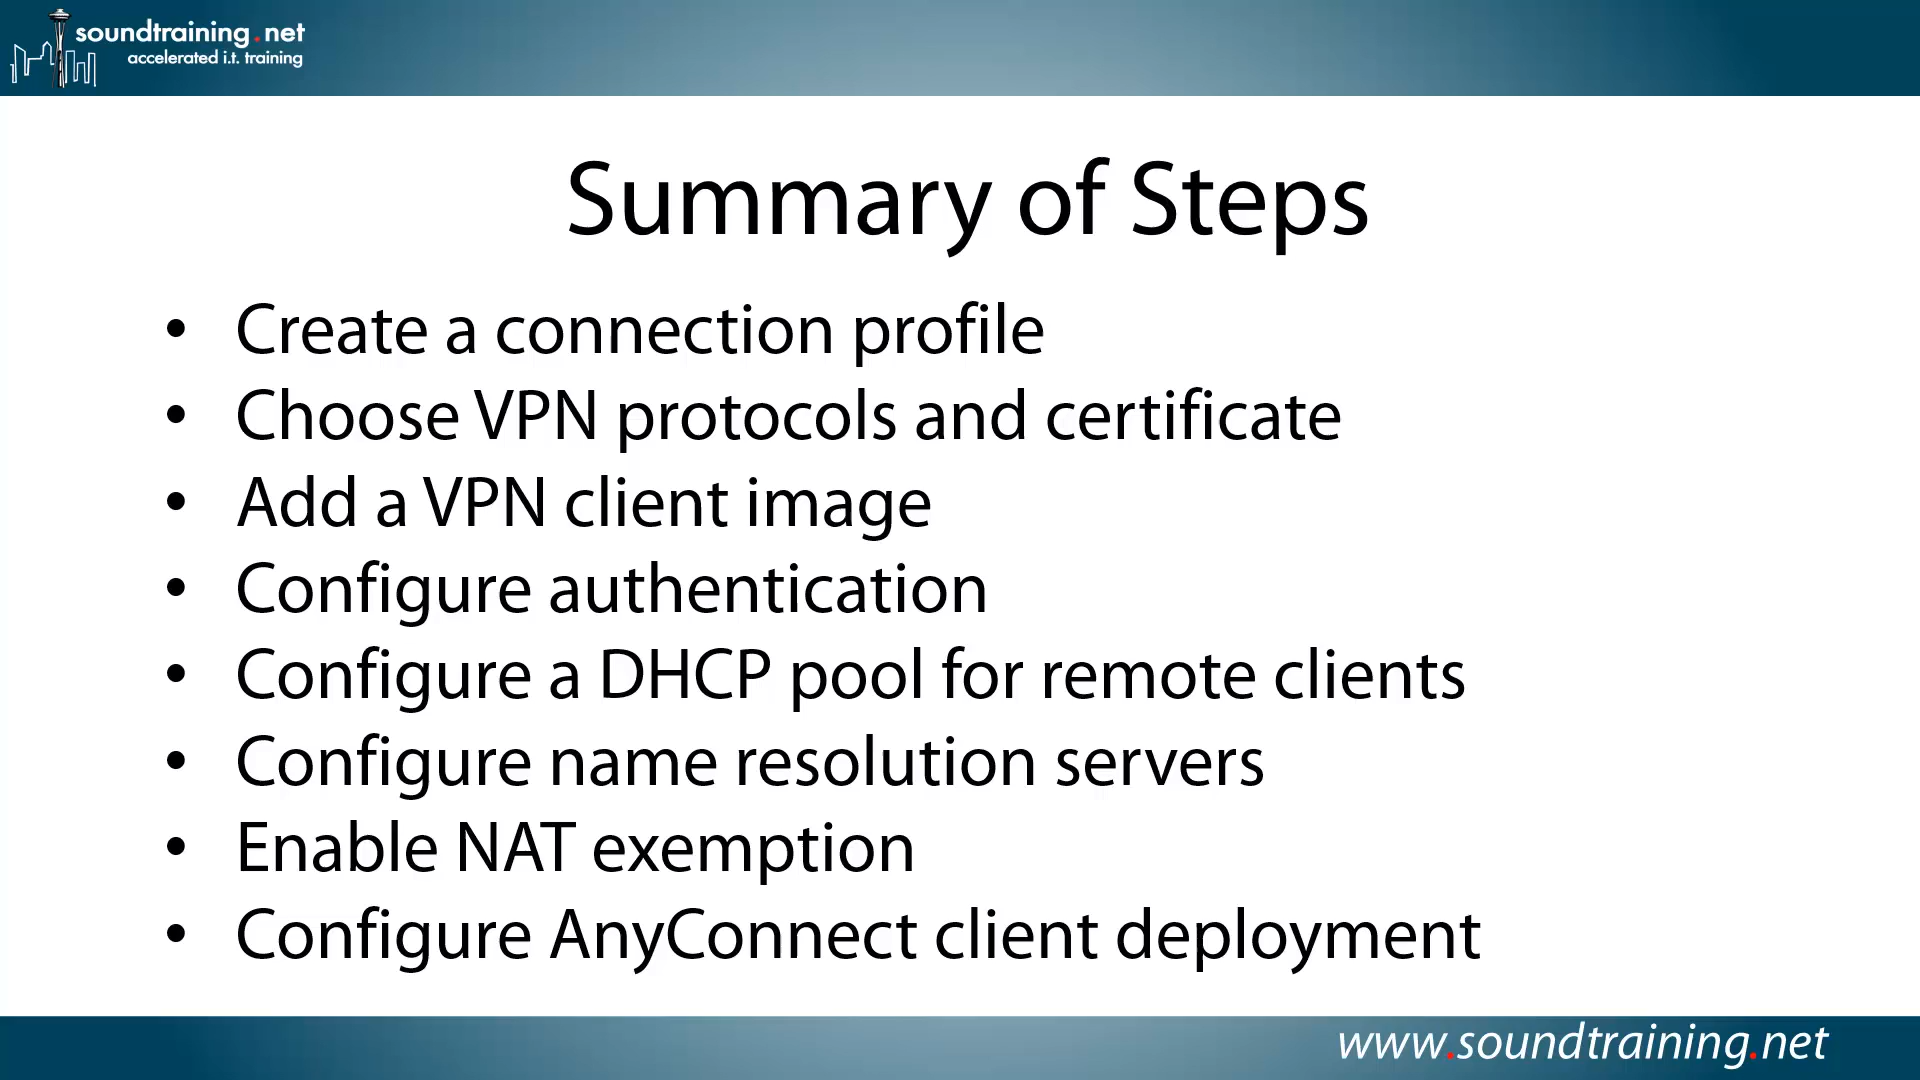 soundtraining.net
accelerated i.t. training
Summary of Steps
• Create a connection profile
• Choose VPN protocols and certificate
• Add a VPN client image
• Configure authentication
• Configure a DHCP pool for remote clients
• Configure name resolution servers
• Enable NAT exemption
• Configure AnyConnect client deployment
www.soundtraining.net